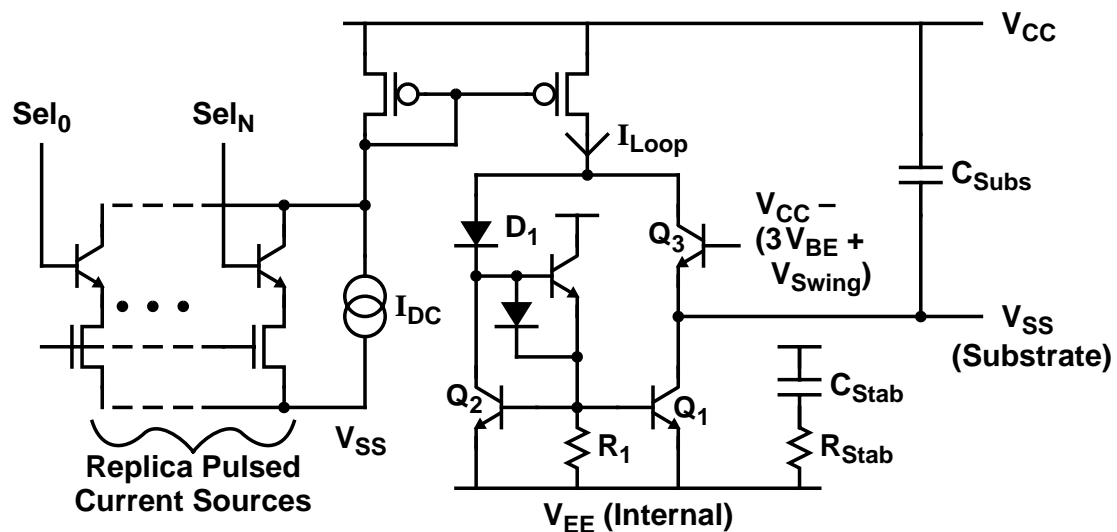 V_CC
Sel_0
Sel_N
I_Loop
C_Subs
D_1
Q_3
V_CC –
(3V_BE +
V_Swing)
I_DC
V_SS
(Substrate)
Q_2
Q_1
C_Stab
R_1
R_Stab
V_SS
Replica Pulsed
Current Sources
V_EE (Internal)